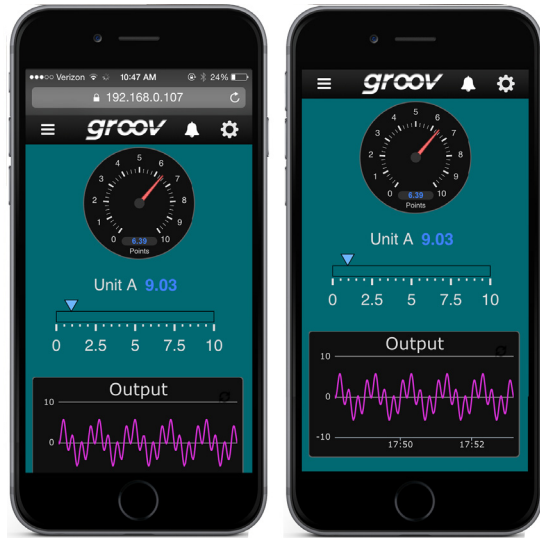 Verizon 10:47 AM 24%
192.168.0.107
groov
0 1 2 3 4 5 6 7 8 9 10
6.39
Points
Unit A 9.03
0 2.5 5 7.5 10
Output
10
0
groov
0 1 2 3 4 5 6 7 8 9 10
6.39
Points
Unit A 9.03
0 2.5 5 7.5 10
Output
10
0
-10
17:50 17:52